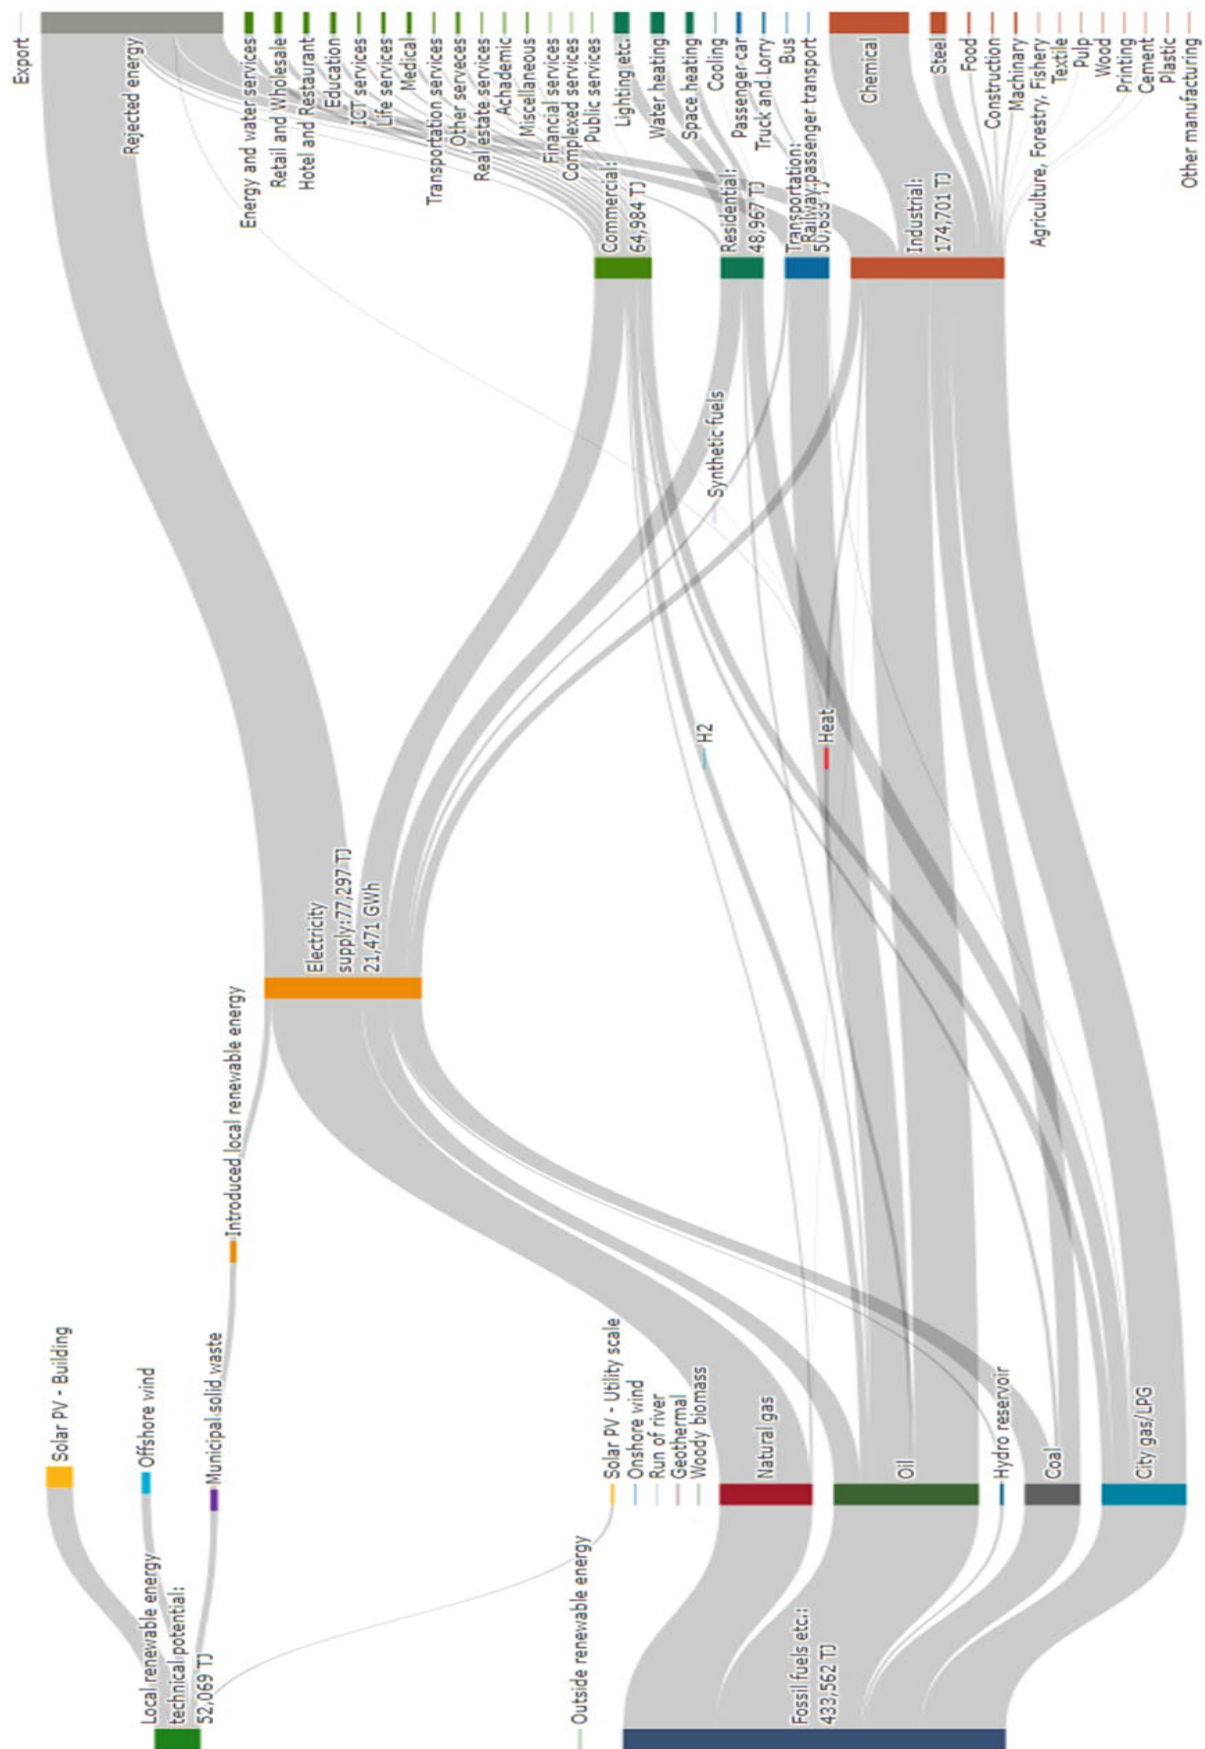 Solar PV - Building
Offshore wind
Local renewable energy
technical potential:
52,069 TJ
Municipal solid waste
Introduced local renewable energy
Outside renewable energy
Solar PV - Utility scale
Onshore wind
Run of river
Geothermal
Woody biomass
Natural gas
Fossil fuels etc.:
433,562 TJ
Oil
Hydro reservoir
Coal
City gas/LPG
Electricity
supply:77,297 TJ
21,471 GWh
H2
Heat
Synthetic fuels
Commercial:
64,984 TJ
Residential:
48,967 TJ
Transportation:
50,633 TJ
Industrial:
174,701 TJ
Export
Rejected energy
Energy and water services
Retail and Wholesale
Hotel and Restaurant
Education
ICT services
Life services
Medical
Transportation services
Other serveces
Real estate services
Achademic
Miscellaneous
Financial services
Complexed services
Public services
Lighting etc.
Water heating
Space heating
Cooling
Passenger car
Truck and Lorry
Bus
Railway passenger transport
Chemical
Steel
Food
Construction
Machinary
Agriculture, Forestry, Fishery
Textile
Pulp
Wood
Printing
Cement
Plastic
Other manufacturing